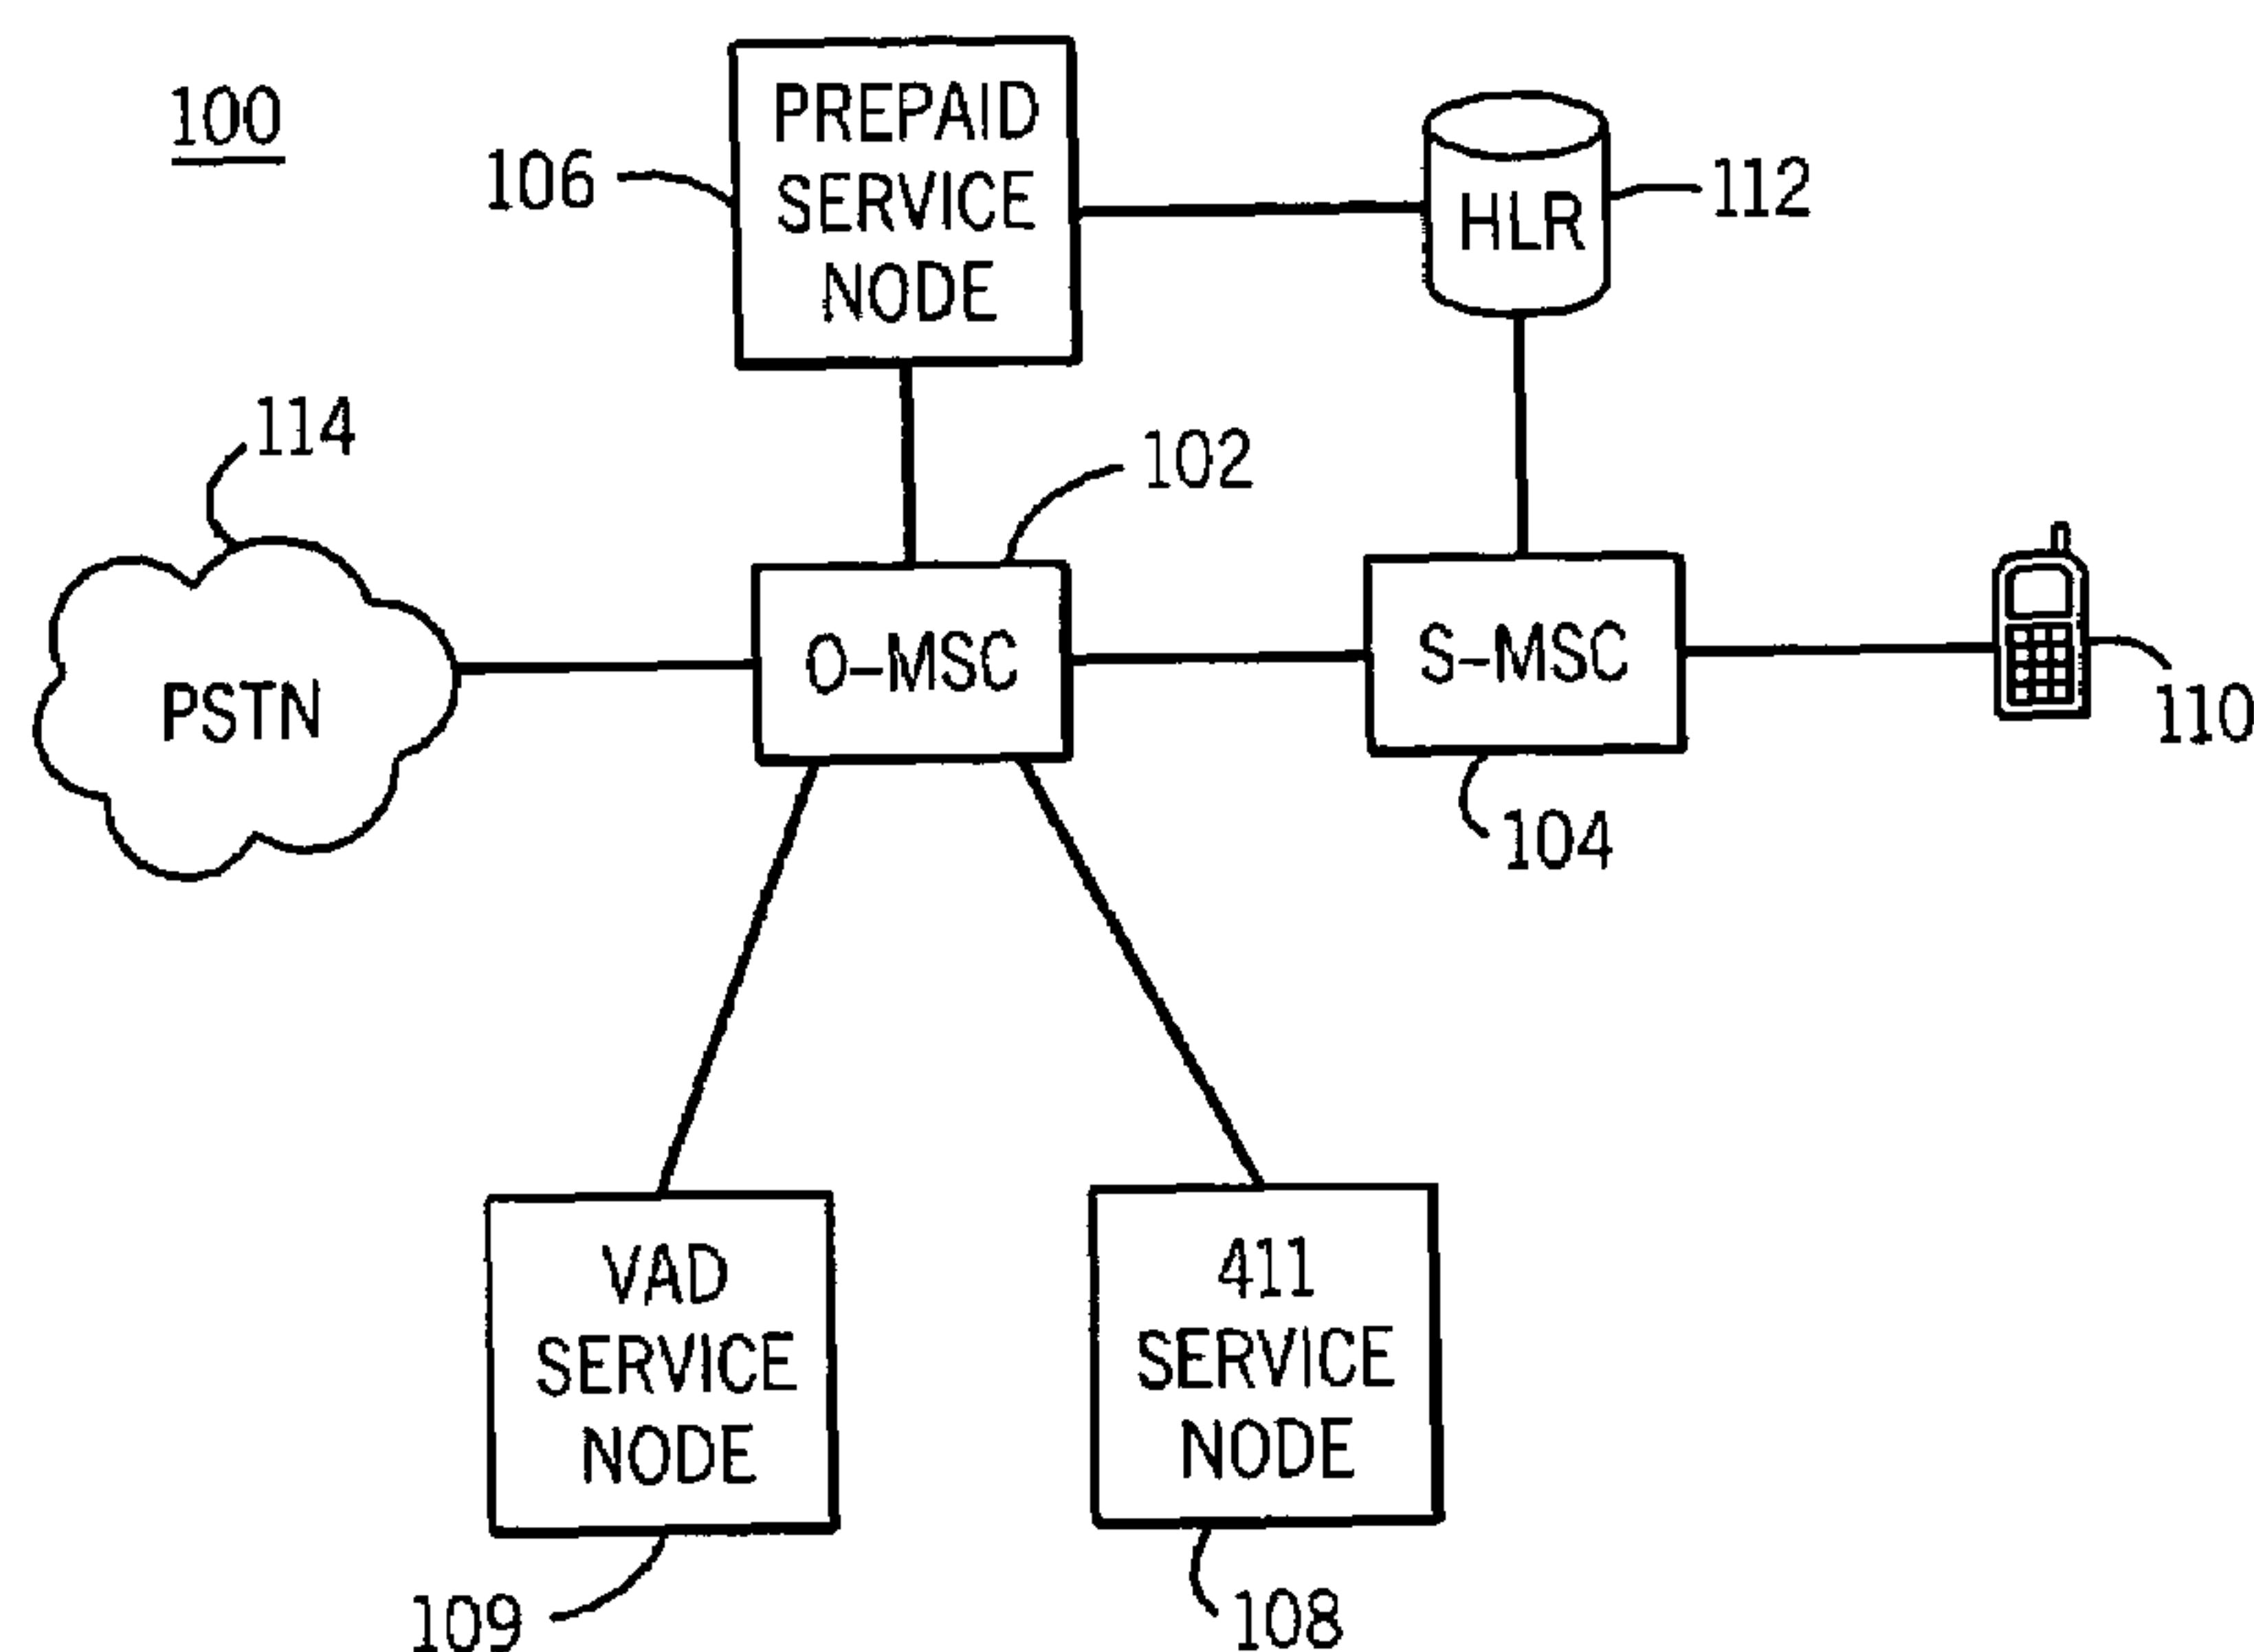 100
PREPAID
SERVICE
NODE
106
HLR
112
114
102
PSTN
O-MSC
S-MSC
110
104
VAD
SERVICE
NODE
411
SERVICE
NODE
109
108